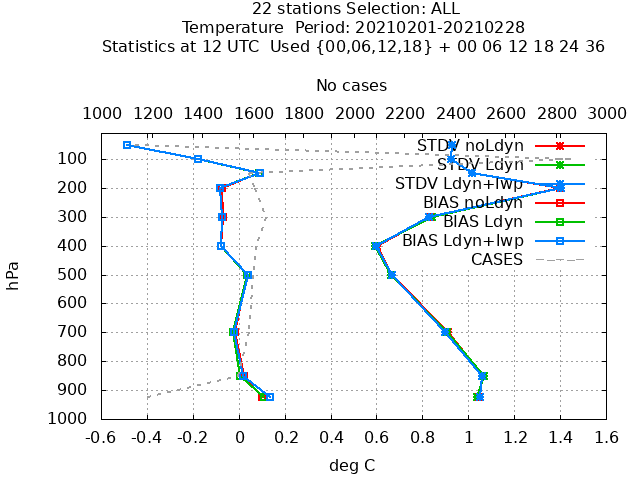 22 stations Selection: ALL
Temperature  Period: 20210201-20210228
Statistics at 12 UTC  Used {00,06,12,18} + 00 06 12 18 24 36
No cases
1000 1200 1400 1600 1800 2000 2200 2400 2600 2800 3000
STDV noLdyn
STDV Ldyn
STDV Ldyn+lwp
BIAS noLdyn
BIAS Ldyn
BIAS Ldyn+lwp
CASES
hPa
100
200
300
400
500
600
700
800
900
1000
-0.6 -0.4 -0.2 0 0.2 0.4 0.6 0.8 1 1.2 1.4 1.6
deg C